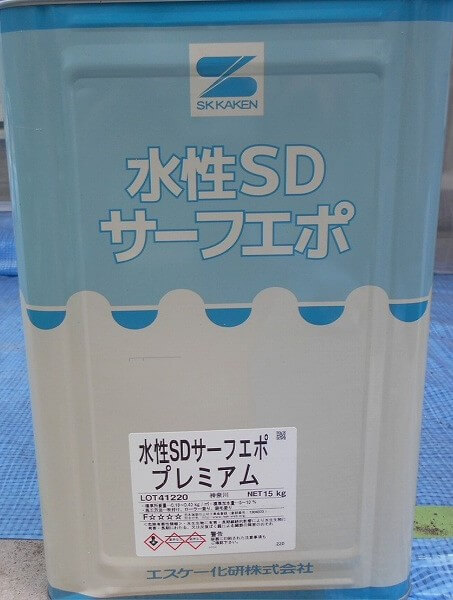 SK KAKEN
水性SD
サーフエポ
水性SDサーフエポ
プレミアム
LOT41220 神奈川 NET15kg
F☆☆☆☆
警告
エスケー化研株式会社